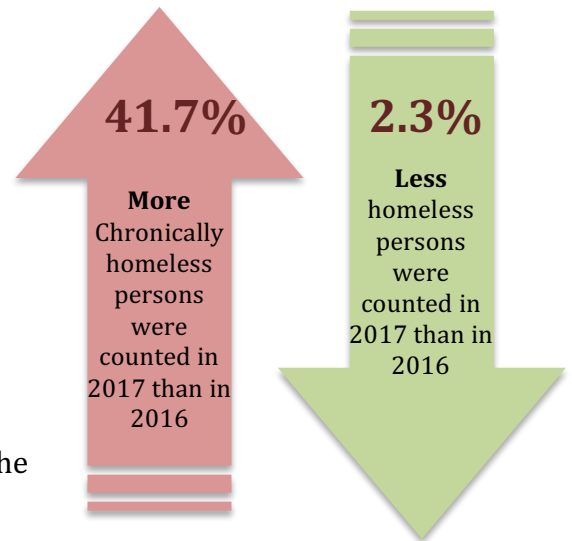 41.7%
More
Chronically
homeless
persons
were
counted in
2017 than in
2016
2.3%
Less
homeless
persons
were
counted in
2017 than in
2016